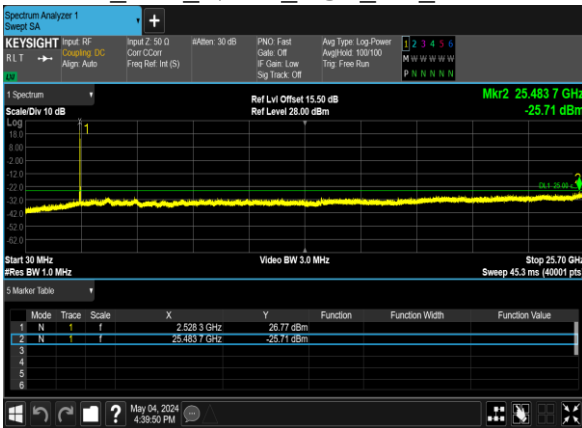 Spectrum Analyzer 1
Swept SA
KEYSIGHT
RLT
LV
Input: RF
Coupling: DC
Align: Auto
Input Z: 50 Ω
Corr CCorr
Freq Ref: Int (S)
#Atten: 30 dB
PNO: Fast
Gate: Off
IF Gain: Low
Sig Track: Off
Avg Type: Log-Power
Avg|Hold: 100/100
Trig: Free Run
1 2 3 4 5 6
M W W W W W
P N N N N N
1 Spectrum
Scale/Div 10 dB
Ref Lvl Offset 15.50 dB
Ref Level 28.00 dBm
Mkr2 25.483 7 GHz
-25.71 dBm
Log
18.0
8.00
-2.00
-12.0
-22.0
-32.0
-42.0
-52.0
-62.0
1
2
DL1 -25.00
Start 30 MHz
#Res BW 1.0 MHz
Video BW 3.0 MHz
Stop 25.70 GHz
Sweep 45.3 ms (40001 pts
5 Marker Table
Mode Trace Scale X Y Function Function Width Function Value
1 N 1 f 2.528 3 GHz 26.77 dBm
2 N 1 f 25.483 7 GHz -25.71 dBm
3
4
5
6
?
May 04, 2024
4:39:50 PM